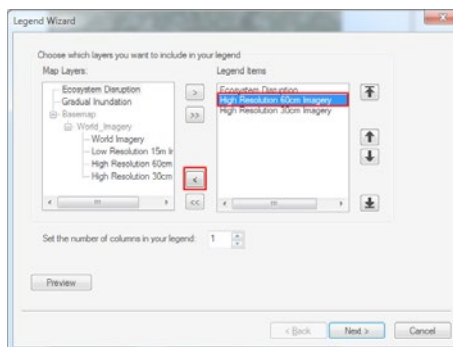 Legend Wizard
Choose which layers you want to include in your legend
Map Layers:
Ecosystem Disruption
Gradual Inundation
Basemap
World_Imagery
World Imagery
Low Resolution 15m Ir
High Resolution 60cm
High Resolution 30cm
>
>>
<
<<
Legend Items
Ecosystem Disruption
High Resolution 60cm Imagery
High Resolution 30cm Imagery
Set the number of columns in your legend: 1
Preview
< Back
Next >
Cancel